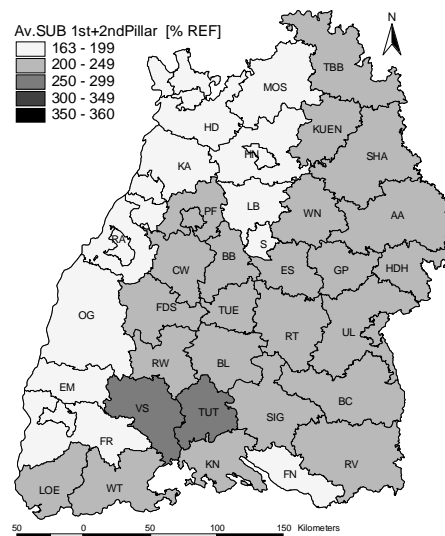 Av.SUB 1st+2ndPillar [% REF]
163 - 199
200 - 249
250 - 299
300 - 349
350 - 360
N
TBB
MOS
HD
KUEN
HN
KA
SHA
LB
PF
WN
AA
RA
S
BB
CW
ES
GP
HDH
OG
FDS
TUE
RT
UL
RW
BL
EM
VS
TUT
BC
SIG
FR
KN
FN
RV
LOE
WT
50 0 50 100 150 Kilometers